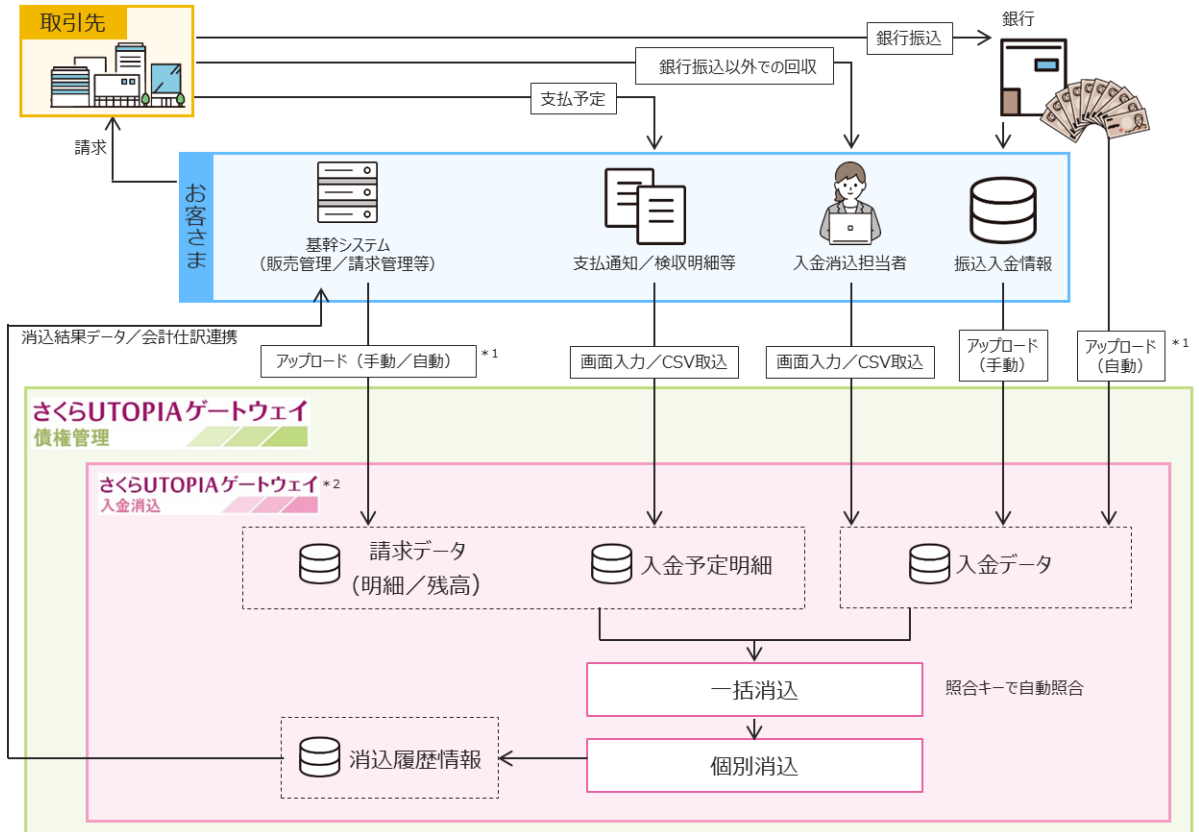 取引先
銀行
銀行振込
銀行振込以外での回収
支払予定
請求
お客さま
基幹システム
（販売管理／請求管理等）
支払通知／検収明細等
入金消込担当者
振込入金情報
消込結果データ／会計仕訳連携
アップロード（手動／自動）
＊1
画面入力／CSV取込
画面入力／CSV取込
アップロード
（手動）
アップロード
（自動）
＊1
さくらUTOPIAゲートウェイ
債権管理
さくらUTOPIAゲートウェイ
＊2
入金消込
請求データ
（明細／残高）
入金予定明細
入金データ
一括消込
照合キーで自動照合
消込履歴情報
個別消込